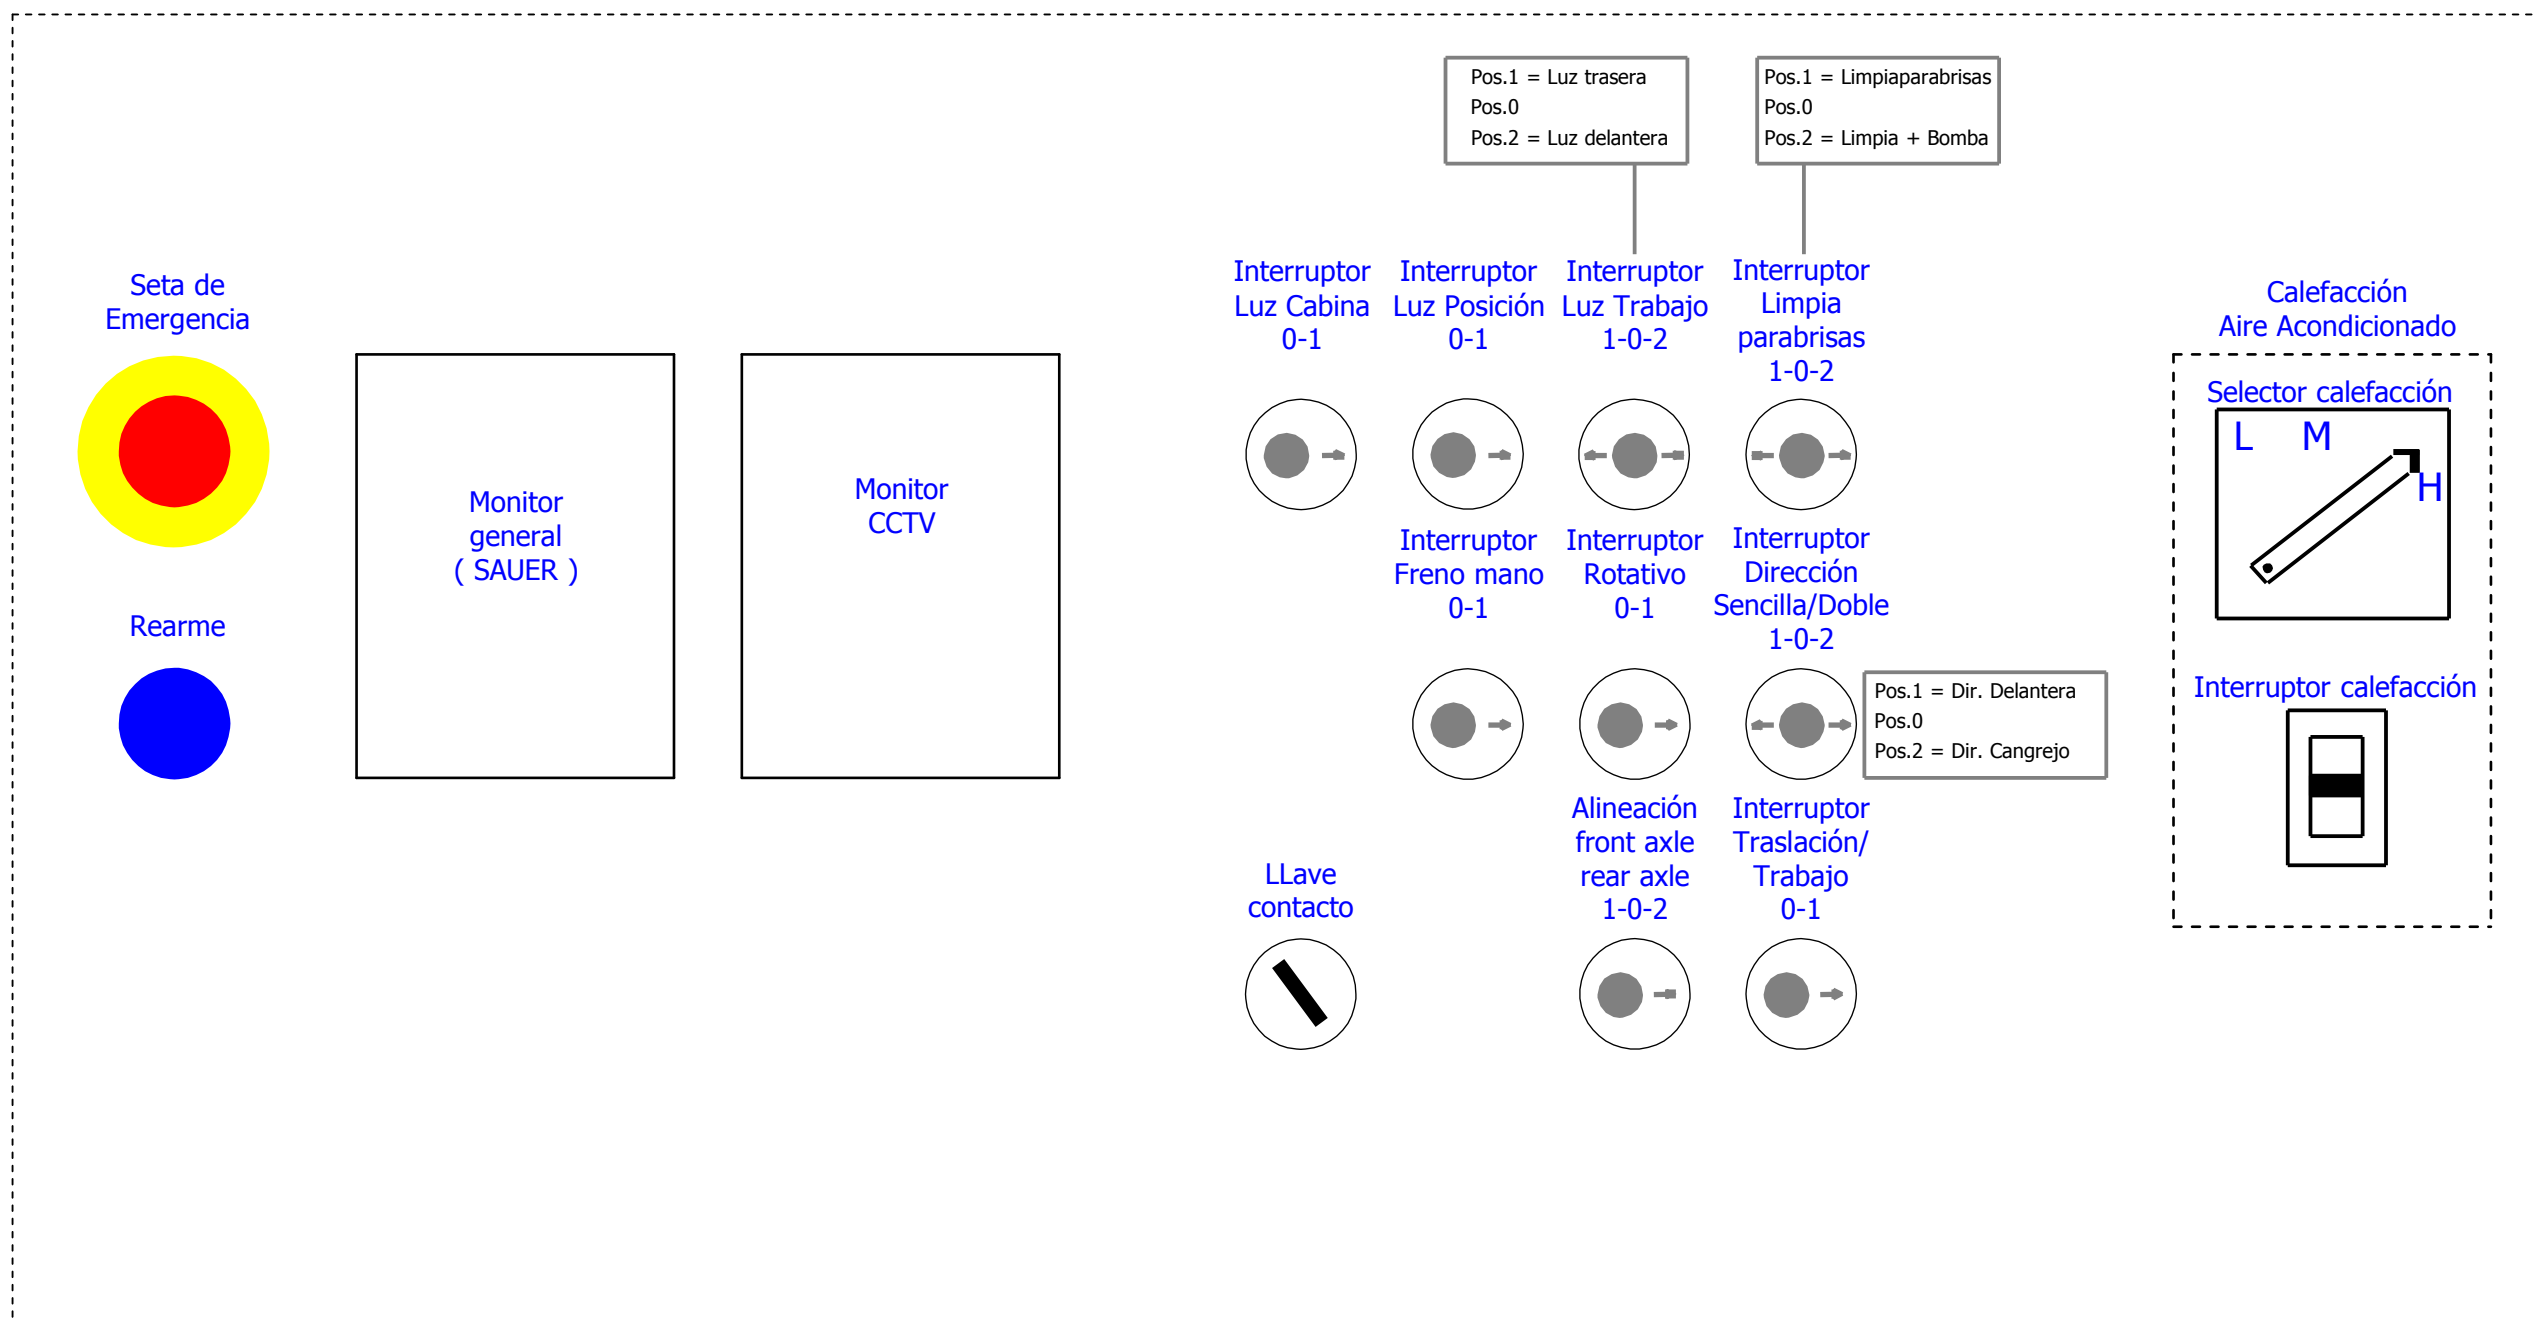 Pos.1 = Luz trasera
Pos.0
Pos.2 = Luz delantera
Pos.1 = Limpiaparabrisas
Pos.0
Pos.2 = Limpia + Bomba
Seta de
Emergencia
Rearme
Monitor
general
( SAUER )
Monitor
CCTV
Interruptor
Luz Cabina
0-1
Interruptor
Luz Posición
0-1
Interruptor
Luz Trabajo
1-0-2
Interruptor
Limpia
parabrisas
1-0-2
Interruptor
Freno mano
0-1
Interruptor
Rotativo
0-1
Interruptor
Dirección
Sencilla/Doble
1-0-2
Pos.1 = Dir. Delantera
Pos.0
Pos.2 = Dir. Cangrejo
LLave
contacto
Alineación
front axle
rear axle
1-0-2
Interruptor
Traslación/
Trabajo
0-1
Calefacción
Aire Acondicionado
Selector calefacción
L M
H
Interruptor calefacción